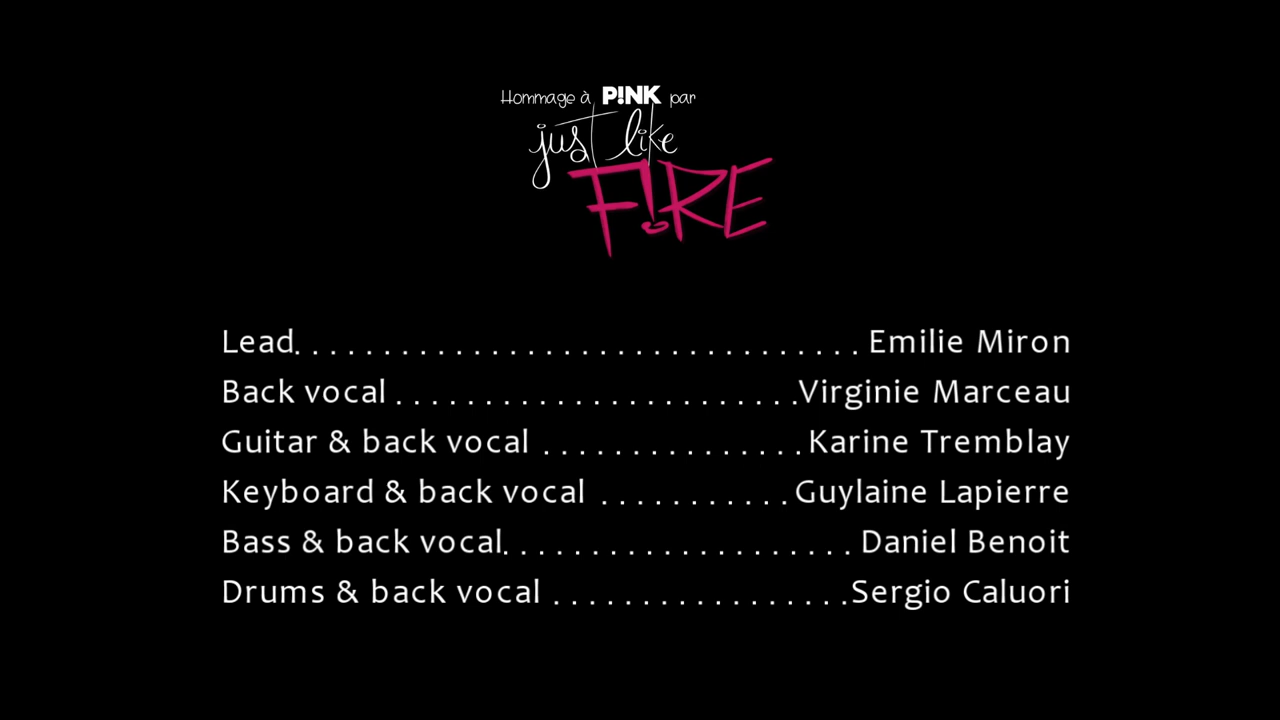 Hommage à P!NK par
just like
F!RE
Lead. . . . . . . . . . . . . . . . . . . . . . . . . . . . . . . . Emilie Miron
Back vocal . . . . . . . . . . . . . . . . . . . . . . .Virginie Marceau
Guitar & back vocal . . . . . . . . . . . . . . . Karine Tremblay
Keyboard & back vocal . . . . . . . . . . .Guylaine Lapierre
Bass & back vocal. . . . . . . . . . . . . . . . . . . . Daniel Benoit
Drums & back vocal . . . . . . . . . . . . . . . . .Sergio Caluori